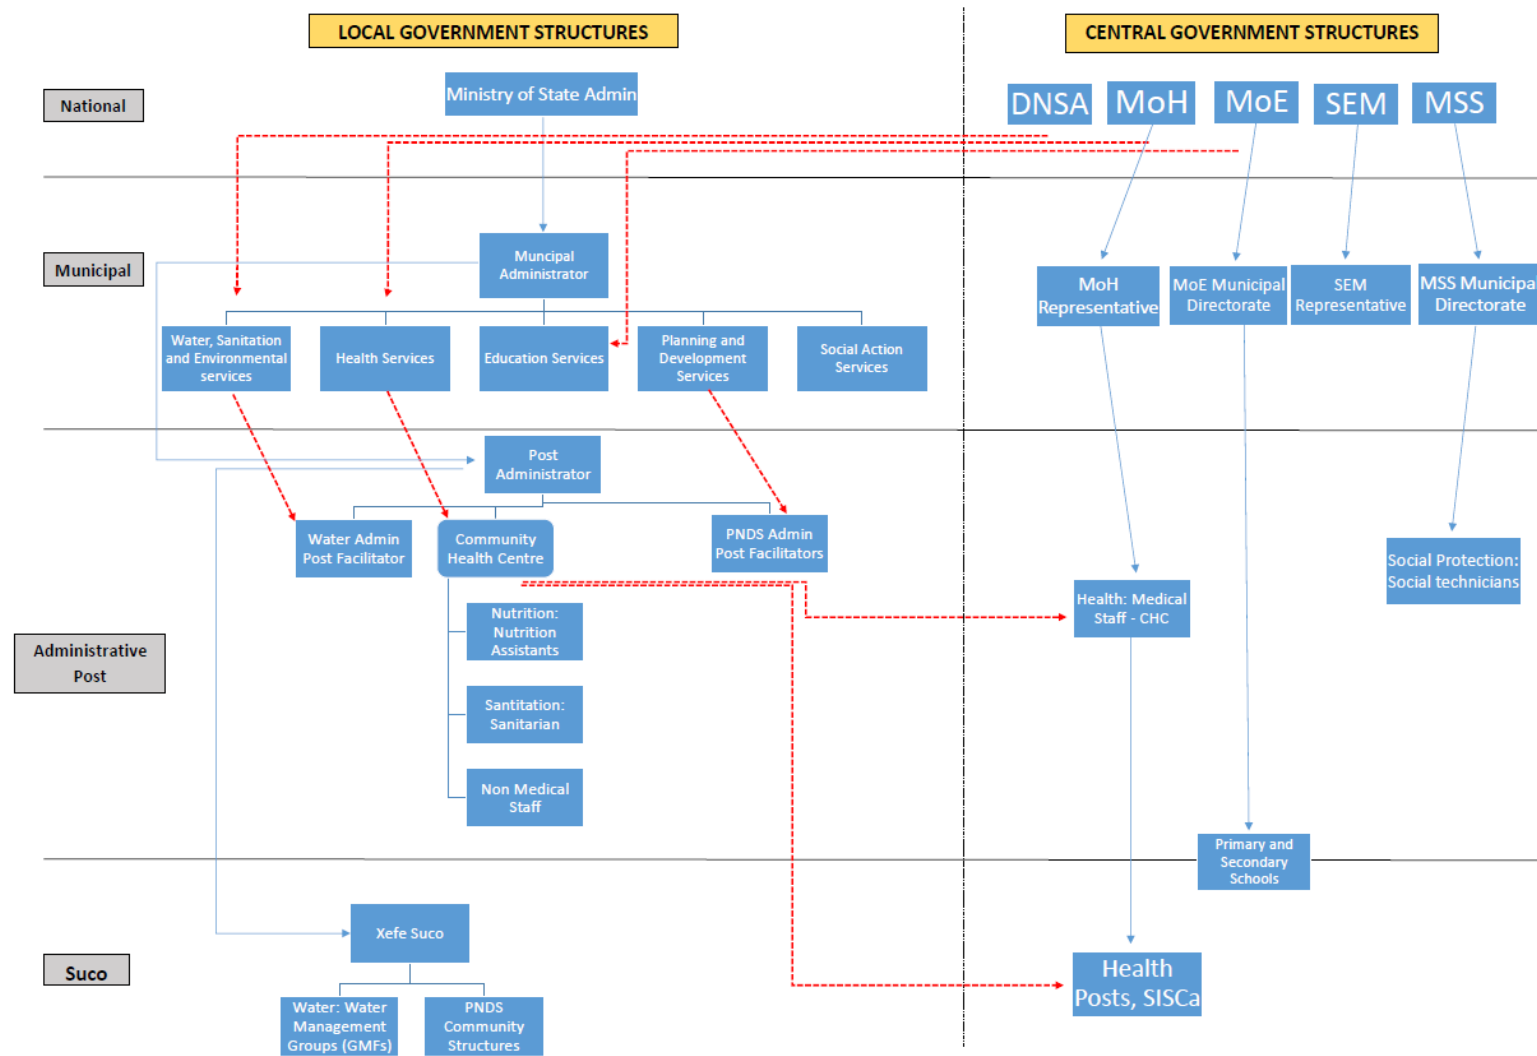 LOCAL GOVERNMENT STRUCTURES
CENTRAL GOVERNMENT STRUCTURES
National
Ministry of State Admin
DNSA
MoH
MoE
SEM
MSS
Municipal
Muncipal
Administrator
MoH
Representative
MoE Municipal
Directorate
SEM
Representative
MSS Municipal
Directorate
Water, Sanitation
and Environmental
services
Health Services
Education Services
Planning and
Development
Services
Social Action
Services
Post
Administrator
Water Admin
Post Facilitator
Community
Health Centre
PNDS Admin
Post Facilitators
Social Protection:
Social technicians
Health: Medical
Staff - CHC
Administrative
Post
Nutrition:
Nutrition
Assistants
Santitation:
Sanitarian
Non Medical
Staff
Primary and
Secondary
Schools
Suco
Xefe Suco
Health
Posts, SISCa
Water: Water
Management
Groups (GMFs)
PNDS
Community
Structures